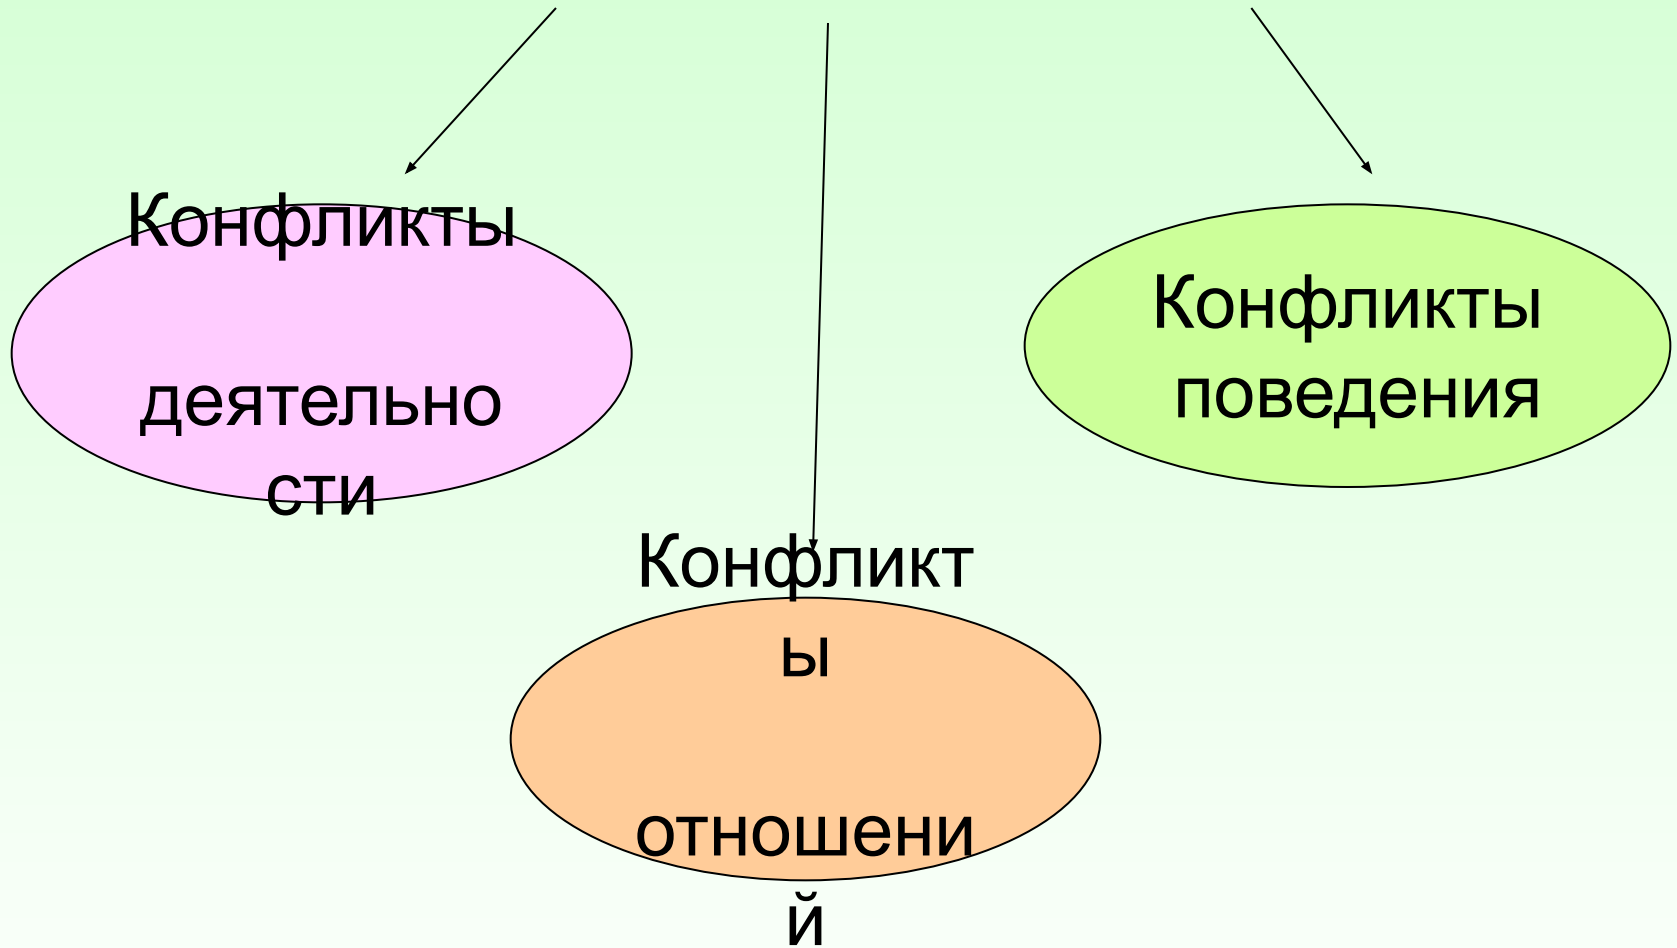 Конфликты
деятельно
сти
Конфликты
поведения
Конфликт
ы
отношени
й